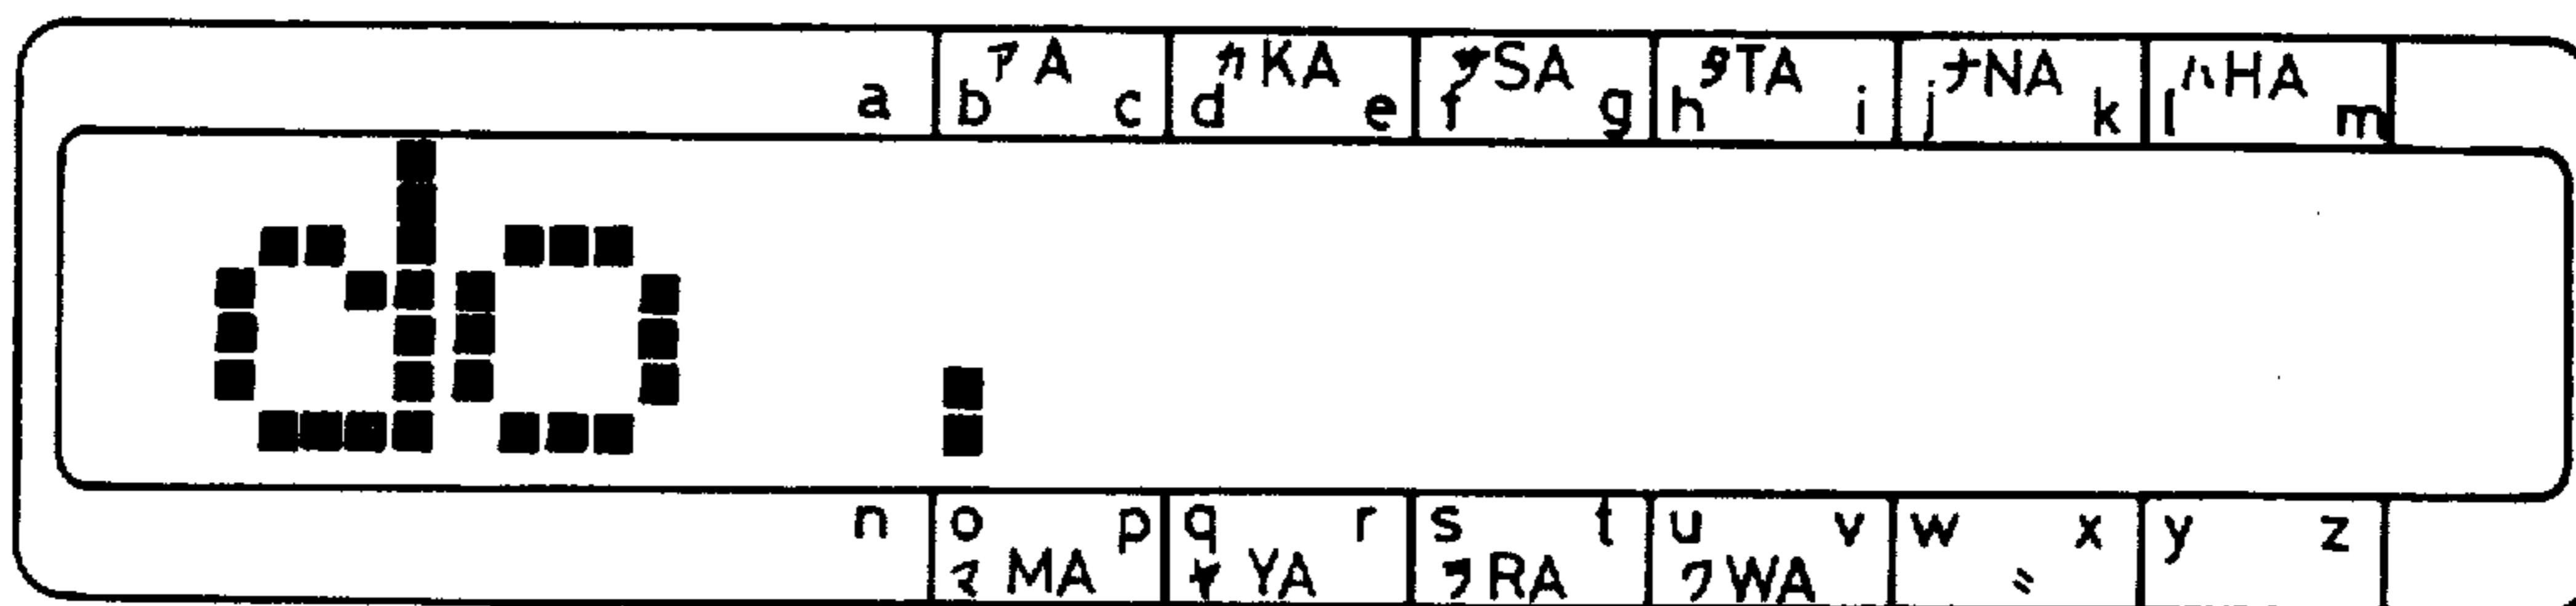 a b ア A c d カ KA e f サ SA g h タ TA i j ナ NA k l ハ HA m
do
n o p q r s t u v w x y z
マ MA ヤ YA ラ RA ワ WA 〃